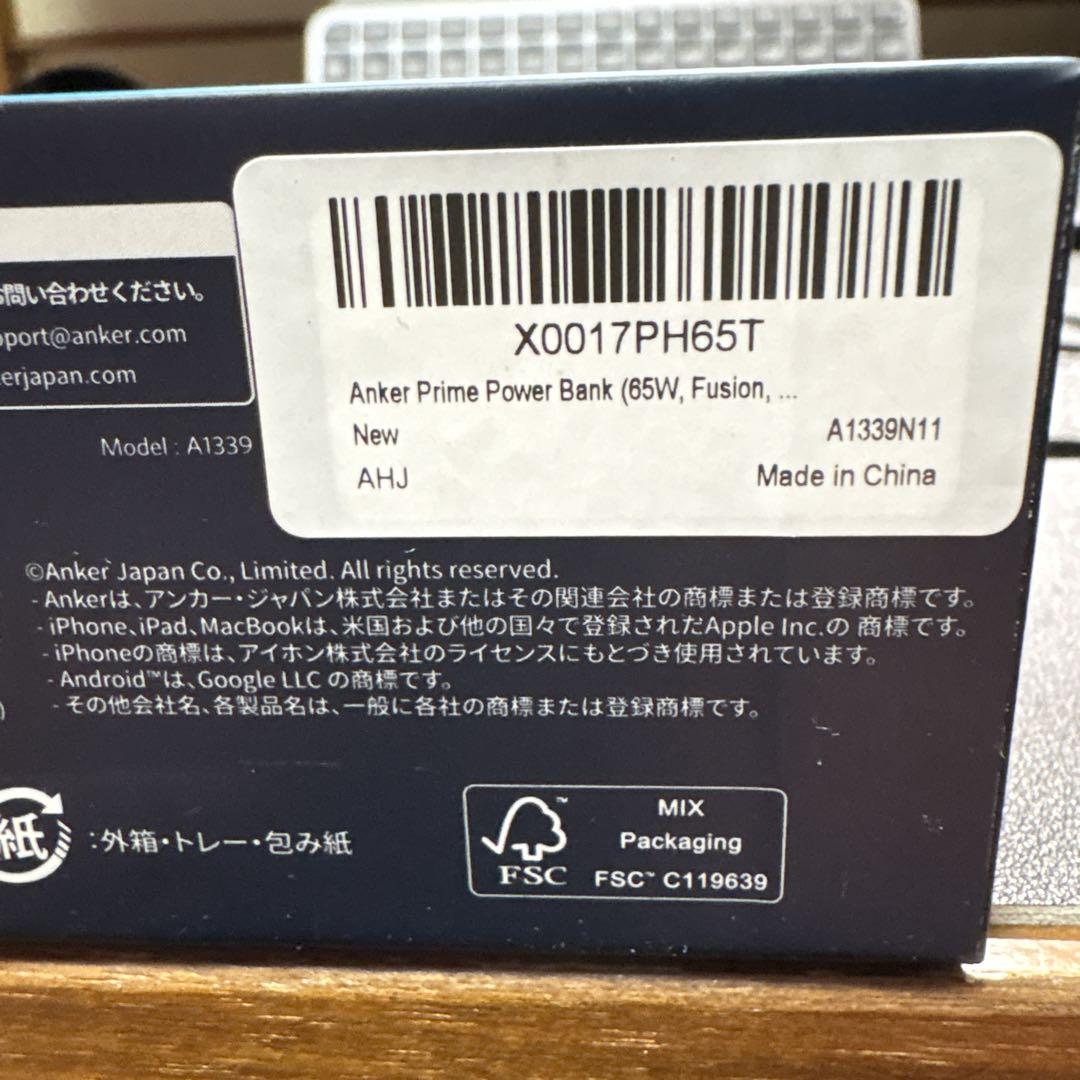 X0017PH65T
Anker Prime Power Bank (65W, Fusion, ...
New A1339N11
AHJ Made in China
お問い合わせください。
pport@anker.com
erjapan.com
Model : A1339
©Anker Japan Co., Limited. All rights reserved.
- Ankerは、アンカー・ジャパン株式会社またはその関連会社の商標または登録商標です。
- iPhone、iPad、MacBookは、米国および他の国々で登録されたApple Inc.の 商標です。
- iPhoneの商標は、アイホン株式会社のライセンスにもとづき使用されています。
- Android™は、Google LLC の商標です。
)
- その他会社名、各製品名は、一般に各社の商標または登録商標です。
紙 :外箱・トレー・包み紙
FSC™
MIX
Packaging
FSC™ C119639